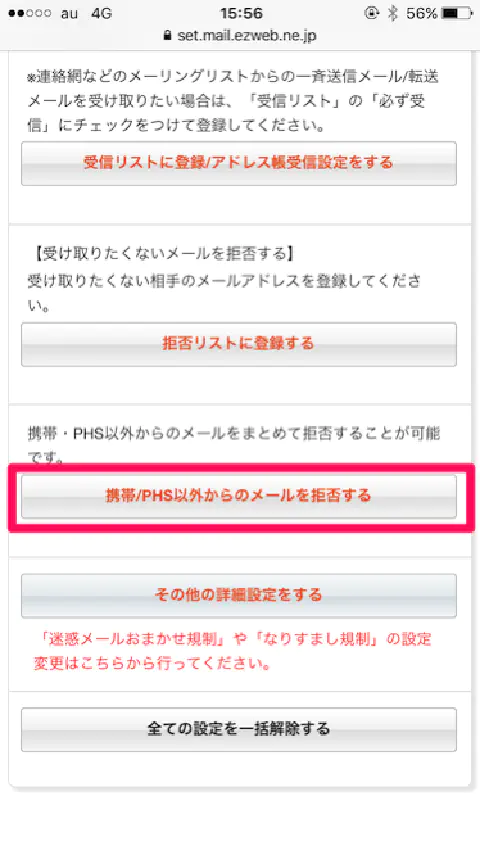 au 4G 15:56 56%
set.mail.ezweb.ne.jp
※連絡網などのメーリングリストからの一斉送信メール/転送
メールを受け取りたい場合は、「受信リスト」の「必ず受
信」にチェックをつけて登録してください。
受信リストに登録/アドレス帳受信設定をする
【受け取りたくないメールを拒否する】
受け取りたくない相手のメールアドレスを登録してくださ
い。
拒否リストに登録する
携帯・PHS以外からのメールをまとめて拒否することが可能
です。
携帯/PHS以外からのメールを拒否する
その他の詳細設定をする
「迷惑メールおまかせ規制」や「なりすまし規制」の設定
変更はこちらから行ってください。
全ての設定を一括解除する